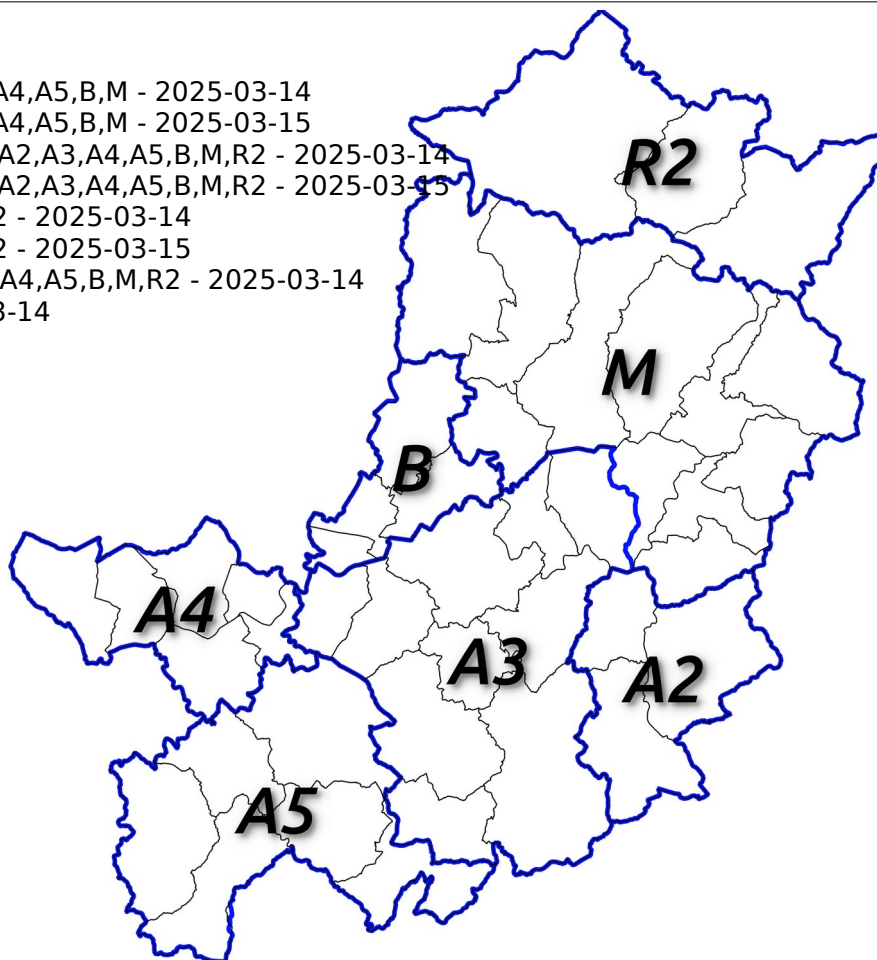 A4,A5,B,M - 2025-03-14
A4,A5,B,M - 2025-03-15
A2,A3,A4,A5,B,M,R2 - 2025-03-14
A2,A3,A4,A5,B,M,R2 - 2025-03-15
2 - 2025-03-14
2 - 2025-03-15
A4,A5,B,M,R2 - 2025-03-14
3-14
R2
M
B
A4
A3
A2
A5